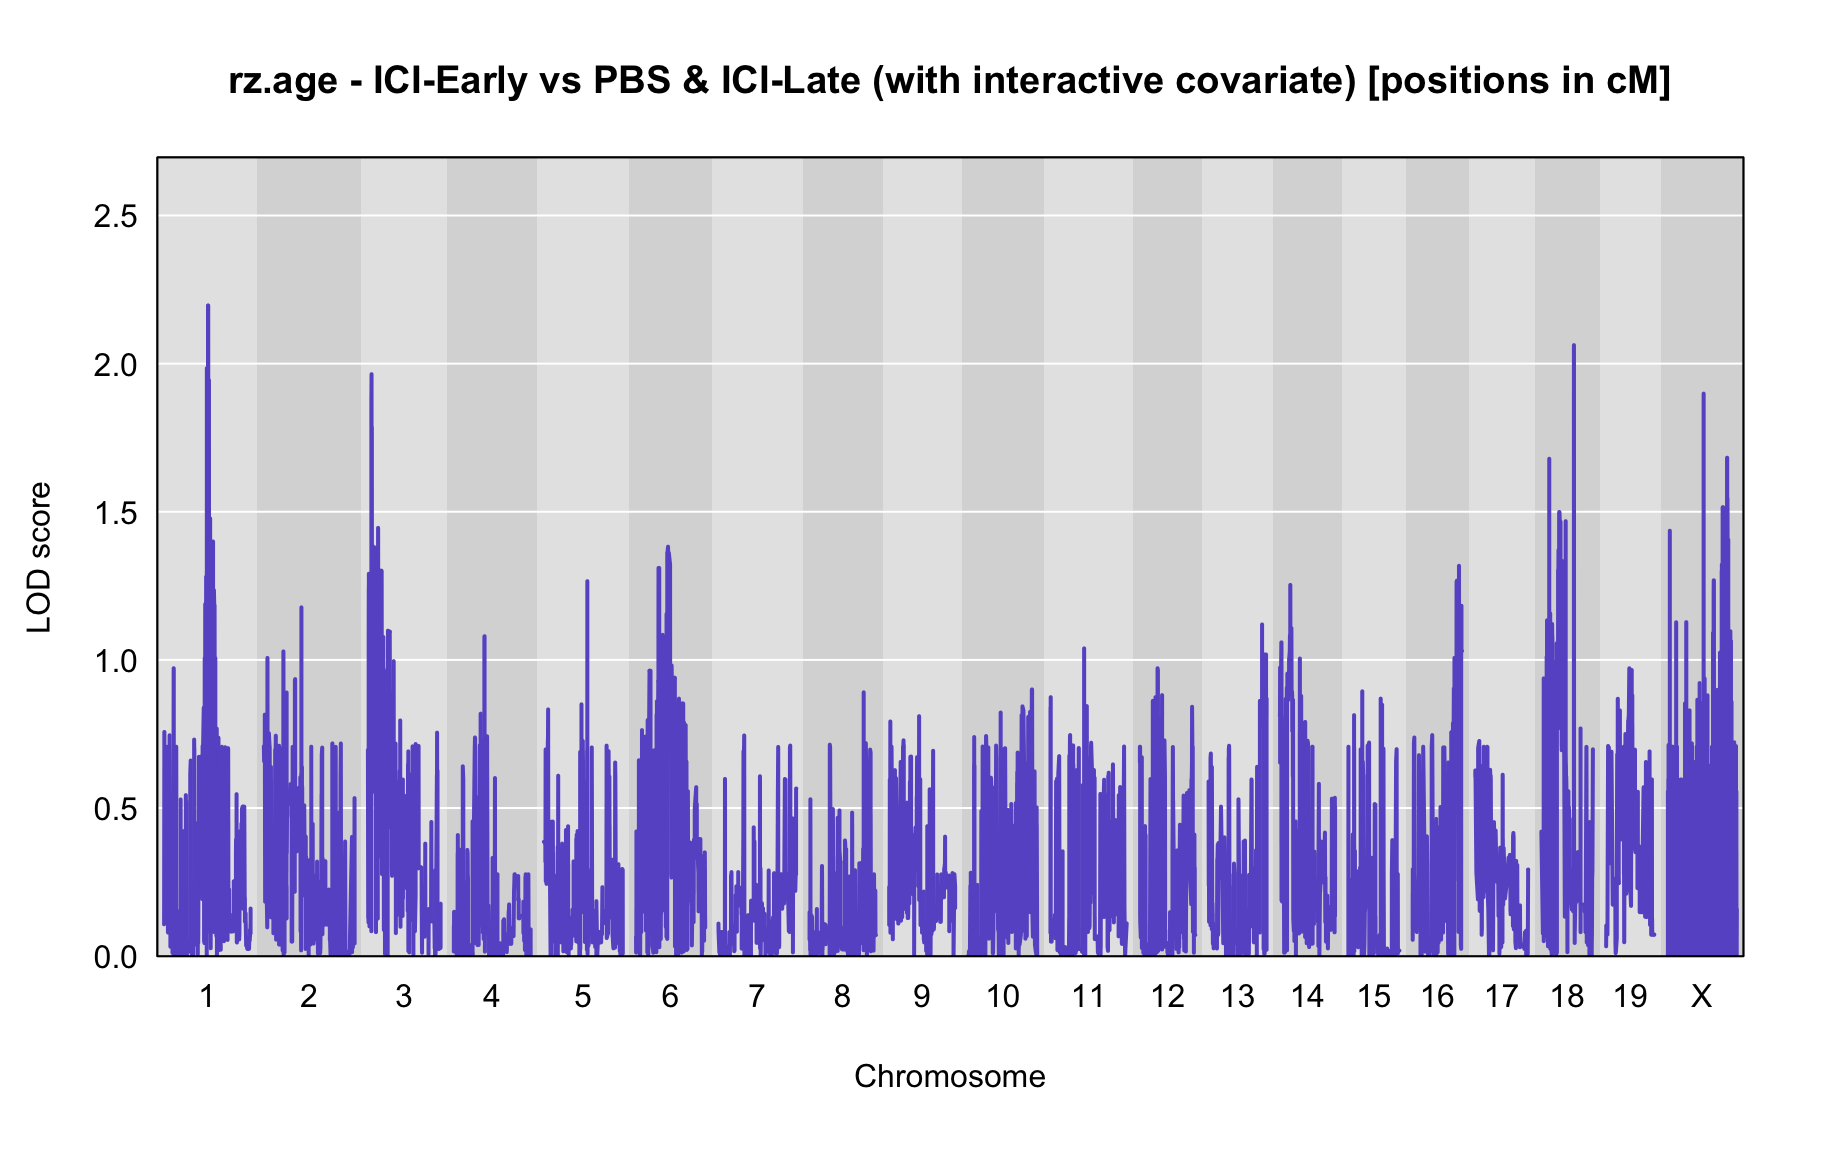 rz.age - ICI-Early vs PBS & ICI-Late (with interactive covariate) [positions in cM]
2.5
2.0
1.5
1.0
0.5
0.0
LOD score
1 2 3 4 5 6 7 8 9 10 11 12 13 14 15 16 17 18 19 X
Chromosome